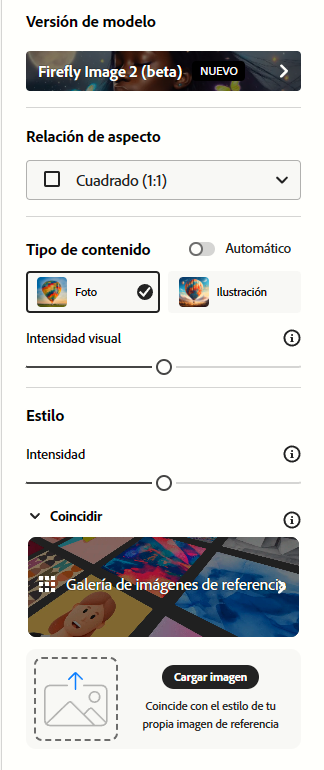 Versión de modelo
Firefly Image 2 (beta) NUEVO
Relación de aspecto
Cuadrado (1:1)
Tipo de contenido Automático
Foto Ilustración
Intensidad visual
Estilo
Intensidad
Coincidir
Galería de imágenes de referencia
Cargar imagen
Coincide con el estilo de tu
propia imagen de referencia